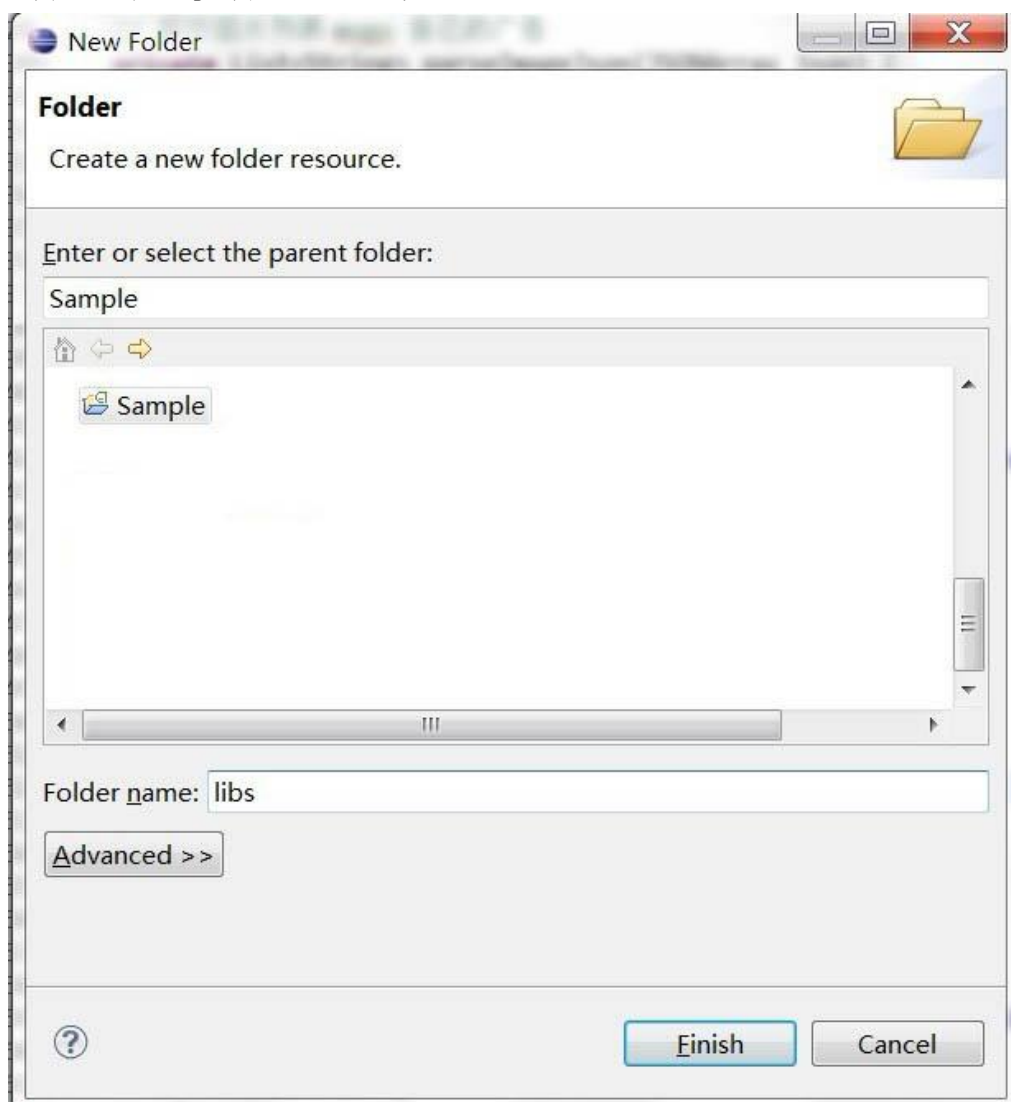 New Folder
Folder
Create a new folder resource.
Enter or select the parent folder:
Sample
Sample
Folder name: libs
Advanced >>
Finish
Cancel